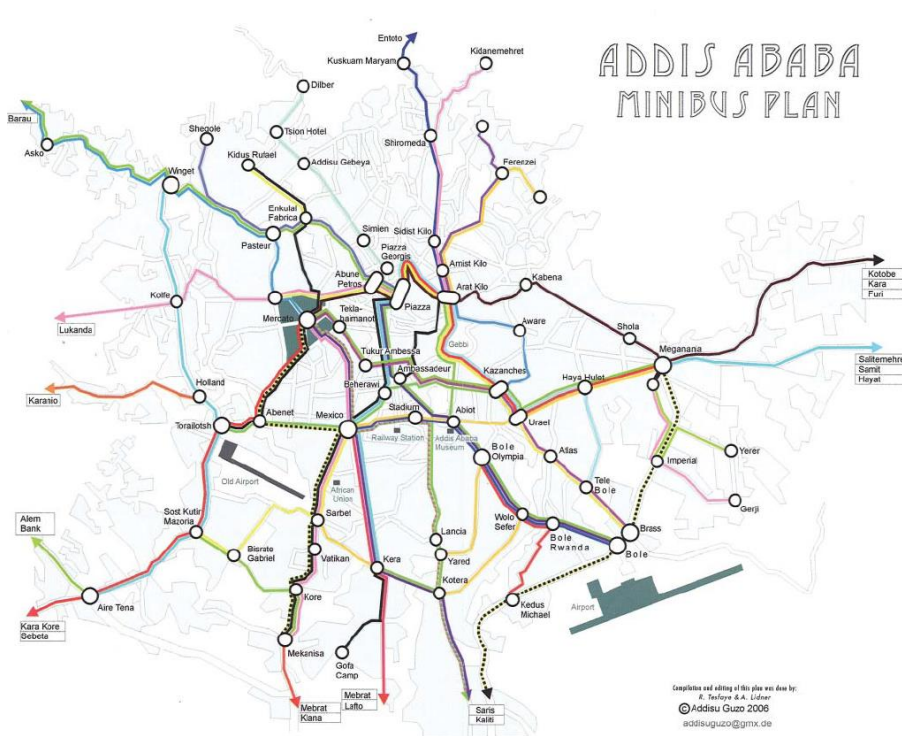 ADDIS ABABA
MINIBUS PLAN
Entoto
Kuskuam Maryam
Kidanemehret
Dilber
Barau
Asko
Shegole
Tsion Hotel
Shiromeda
Kidus Rufael
Addisu Gebeya
Ferenzei
Winget
Enkulal
Fabrica
Simien
Sidist Kilo
Pasteur
Piazza
Georgis
Amist Kilo
Abune
Petros
Kabena
Kotobe
Kara
Furi
Arat Kilo
Kolfe
Piazza
Mercato
Tekla-
haimanot
Aware
Shola
Lukanda
Gebbi
Meganania
Tukur Ambessa
Salitemehret
Samit
Hayat
Ambassadeur
Kazanches
Haya Hulet
Karanio
Holland
Beherawi
Mexico
Stadium
Abiot
Urael
Abenet
Torailotsh
Railway Station
Addis Ababa
Museum
Bole
Olympia
Atlas
Yerer
Imperial
Old Airport
African
Union
Tele
Bole
Gerji
Sost Kutir
Mazoria
Sarbet
Wolo
Sefer
Alem
Bank
Lancia
Bole
Rwanda
Brass
Bole
Bisrate
Gabriel
Vatikan
Kera
Yared
Kore
Kotera
Aire Tena
Kedus
Michael
Airport
Kara Kore
Gebeta
Mekanisa
Gofa
Camp
Mebrat
Kiana
Mebrat
Lafto
Saris
Kaliti
Compilation and editing of this plan was done by:
R. Tesfaye & A. Lidner
© Addisu Guzo 2006
addisuguzo@gmx.de